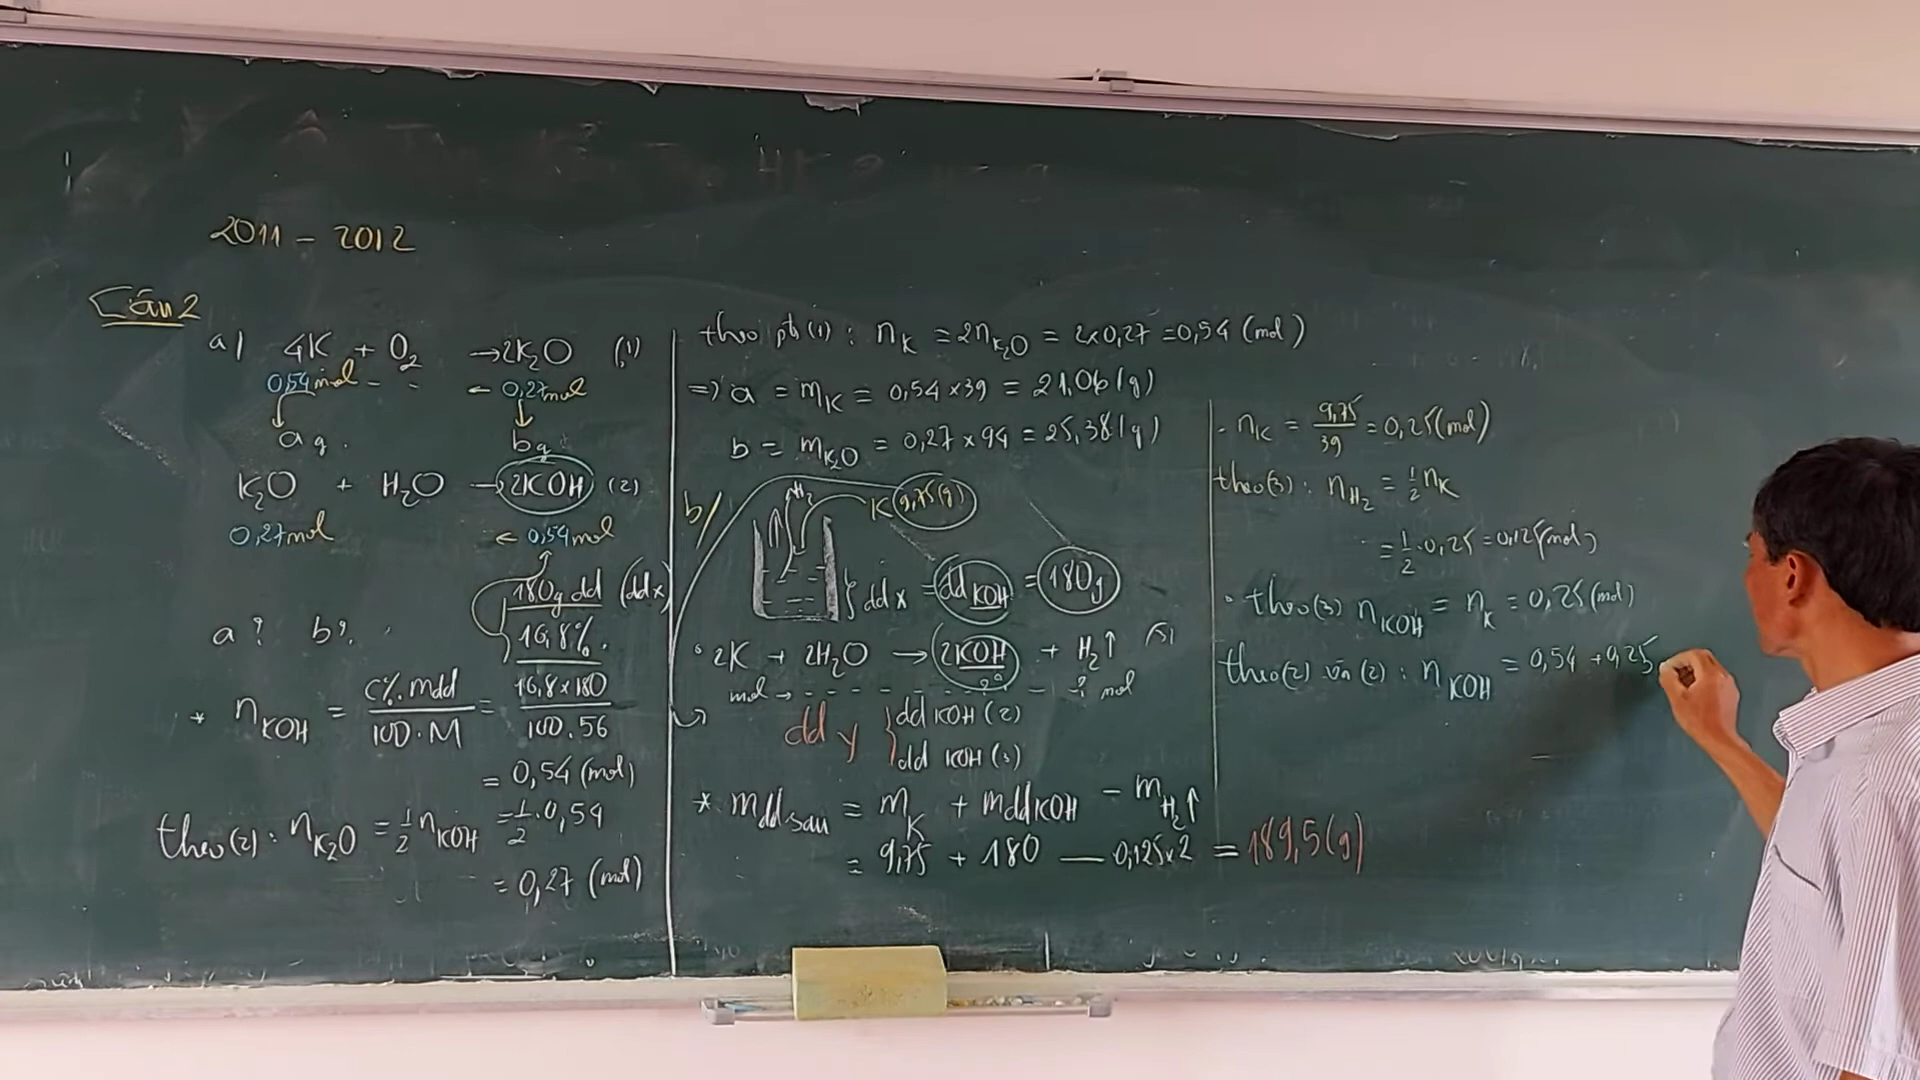 2011 - 2012
Câu 2
a) 4K + O₂ → 2K₂O (1)
0,54 mol - - ← 0,27 mol
a g. bg
K₂O + H₂O → 2KOH (2)
0,27 mol ← 0,54 mol
180g dd (ddx)
16,8%.
a? b?
* nKOH = C%.mdd / 100.M = 16,8×180 / 100.56
= 0,54 (mol)
theo(2): nK₂O = ½ nKOH = ½.0,54
= 0,27 (mol)
theo pt (1): nK = 2nK₂O = 2×0,27 = 0,54 (mol)
=> a = mK = 0,54×39 = 21,06 (g)
b = mK₂O = 0,27×94 = 25,38 (g)
b/ H₂ K 9,75(g)
} dd x = dd KOH = 180g
2K + 2H₂O → 2KOH + H₂↑ (3)
mol → - - - - - ? - - ? mol
dd y } dd KOH (2)
dd KOH (3)
* mdd sau = mK + mddKOH - mH₂↑
= 9,75 + 180 — 0,125×2 = 189,5(g)
. nK = 9,75 / 39 = 0,25(mol)
theo(3): nH₂ = ½ nK
= ½.0,25 = 0,125(mol)
. theo(3) nKOH = nK = 0,25 (mol)
theo(2) và (2): nKOH = 0,54 + 0,25